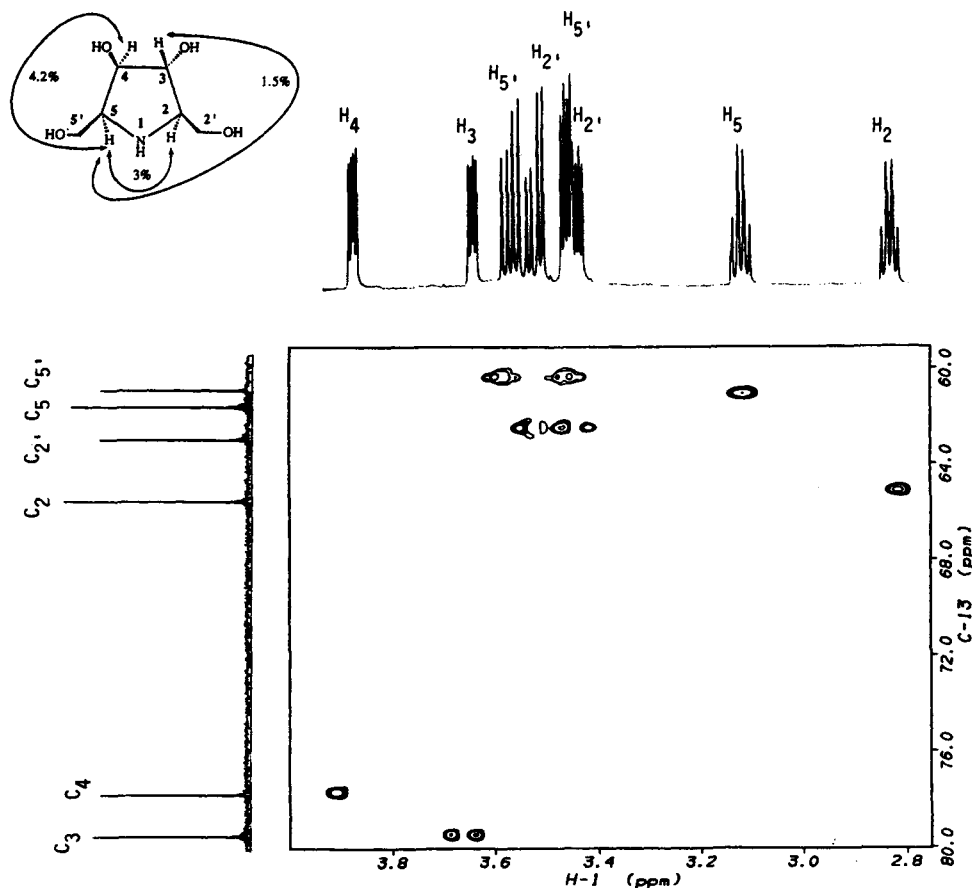 HO H H OH
4.2%
1.5%
4 3
5' 5 2 2'
HO H 1 N H H OH
3%
H4
H3
H5'
H2'
H5'
H2'
H5
H2
C5'
C5
C2'
C2
C4
C3
D
60.0
64.0
68.0
72.0
76.0
80.0
C-13 (ppm)
3.8 3.6 3.4 3.2 3.0 2.8
H-1 (ppm)